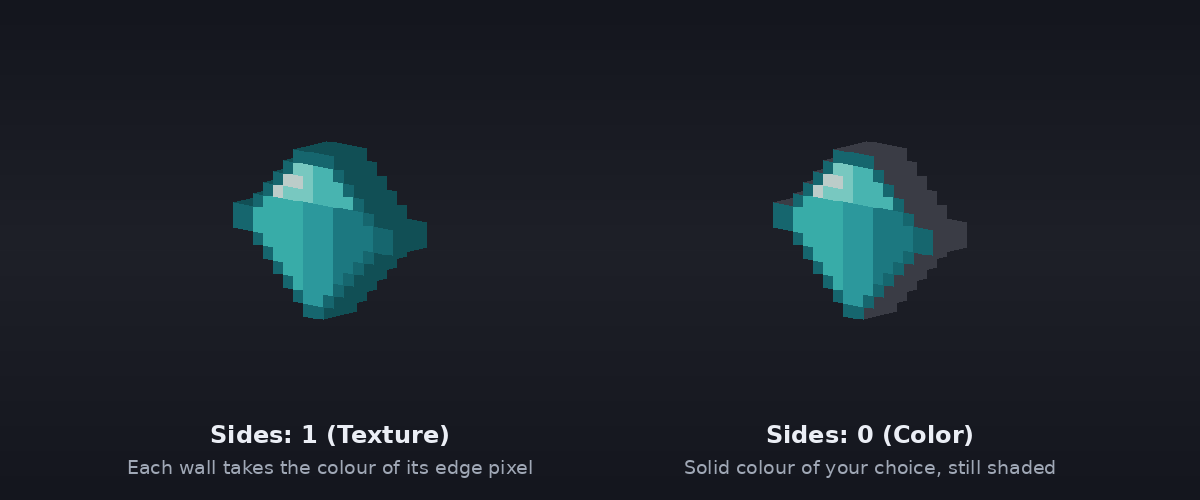 Sides: 1 (Texture)
Each wall takes the colour of its edge pixel
Sides: 0 (Color)
Solid colour of your choice, still shaded